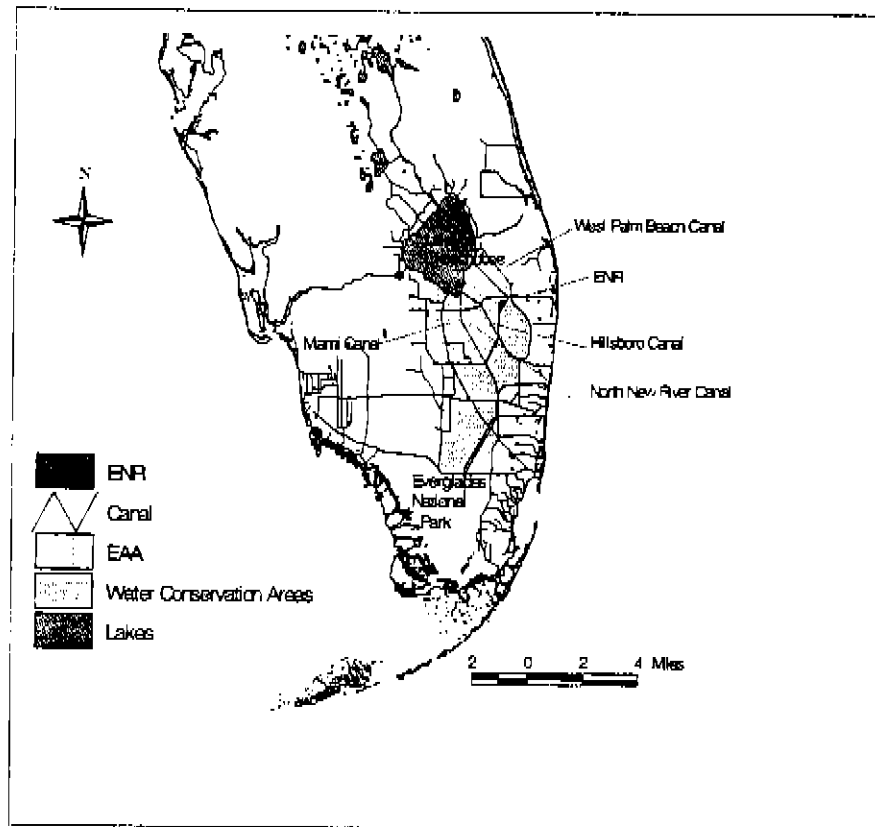 N
West Palm Beach Canal
ENR
Miami Canal
Hillsboro Canal
North New River Canal
Everglades
National
Park
ENR
Canal
EAA
Water Conservation Areas
Lakes
2 0 2 4 Miles